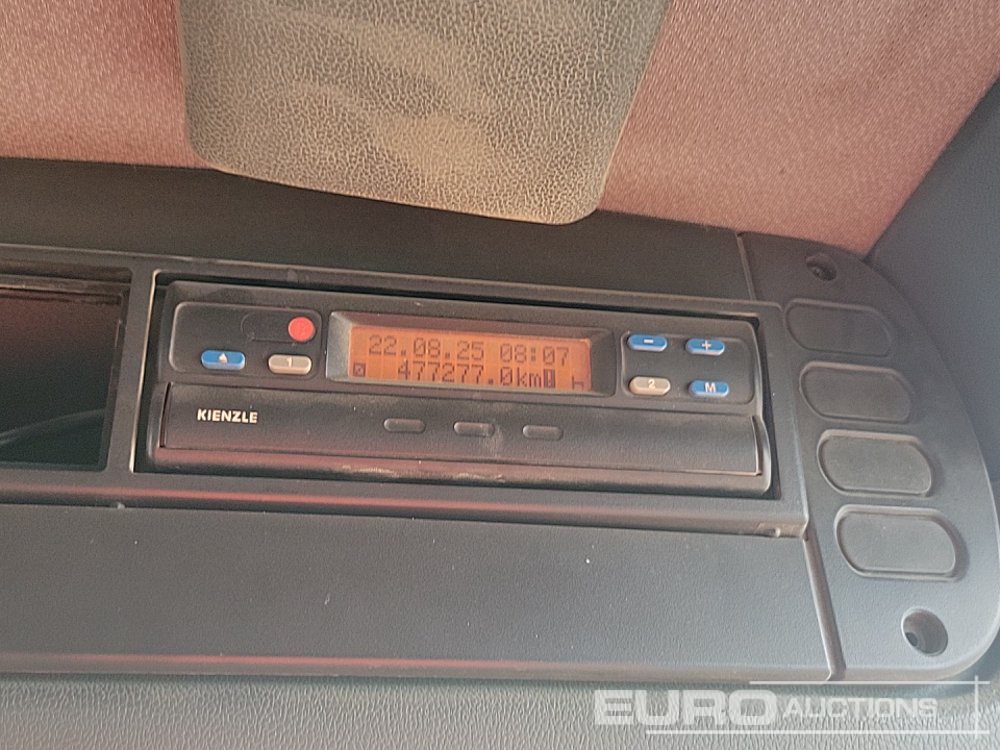 22.08.25 08:07
477277.0km
1
2
- +
M
KIENZLE
EURO AUCTIONS